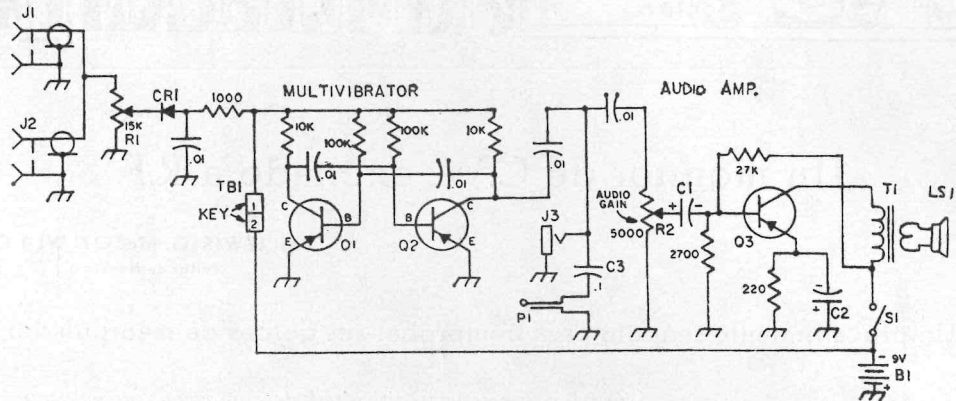 J1
J2
15K
R1
CR1
.01
1000
MULTIVIBRATOR
10K
100K
100K
10K
.01
.01
TB1
KEY
1
2
C
B
E
Q1
C
B
E
Q2
.01
.01
J3
C3
.1
P1
AUDIO AMP.
AUDIO
GAIN
5000
R2
C1
+
-
2700
27K
Q3
220
-
+
C2
T1
LS1
S1
-
9V
B1
+